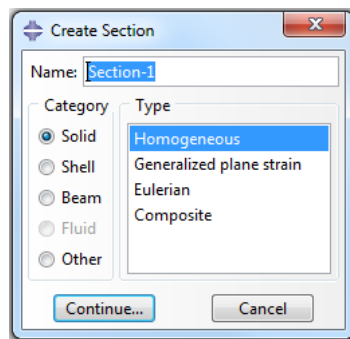 Create Section
Name: Section-1
Category
Type
Solid
Shell
Beam
Fluid
Other
Homogeneous
Generalized plane strain
Eulerian
Composite
Continue...
Cancel